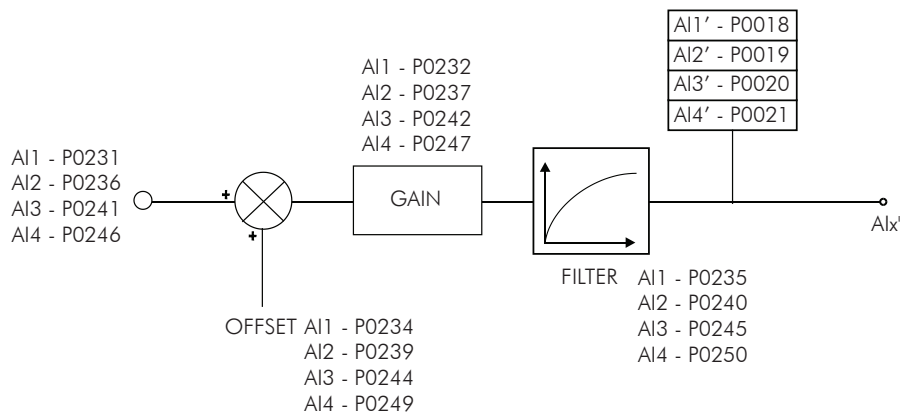 AI1' - P0018
AI2' - P0019
AI3' - P0020
AI4' - P0021
AI1 - P0232
AI2 - P0237
AI3 - P0242
AI4 - P0247
AI1 - P0231
AI2 - P0236
AI3 - P0241
AI4 - P0246
+
+
GAIN
AIx'
FILTER
AI1 - P0235
AI2 - P0240
AI3 - P0245
AI4 - P0250
OFFSET AI1 - P0234
AI2 - P0239
AI3 - P0244
AI4 - P0249